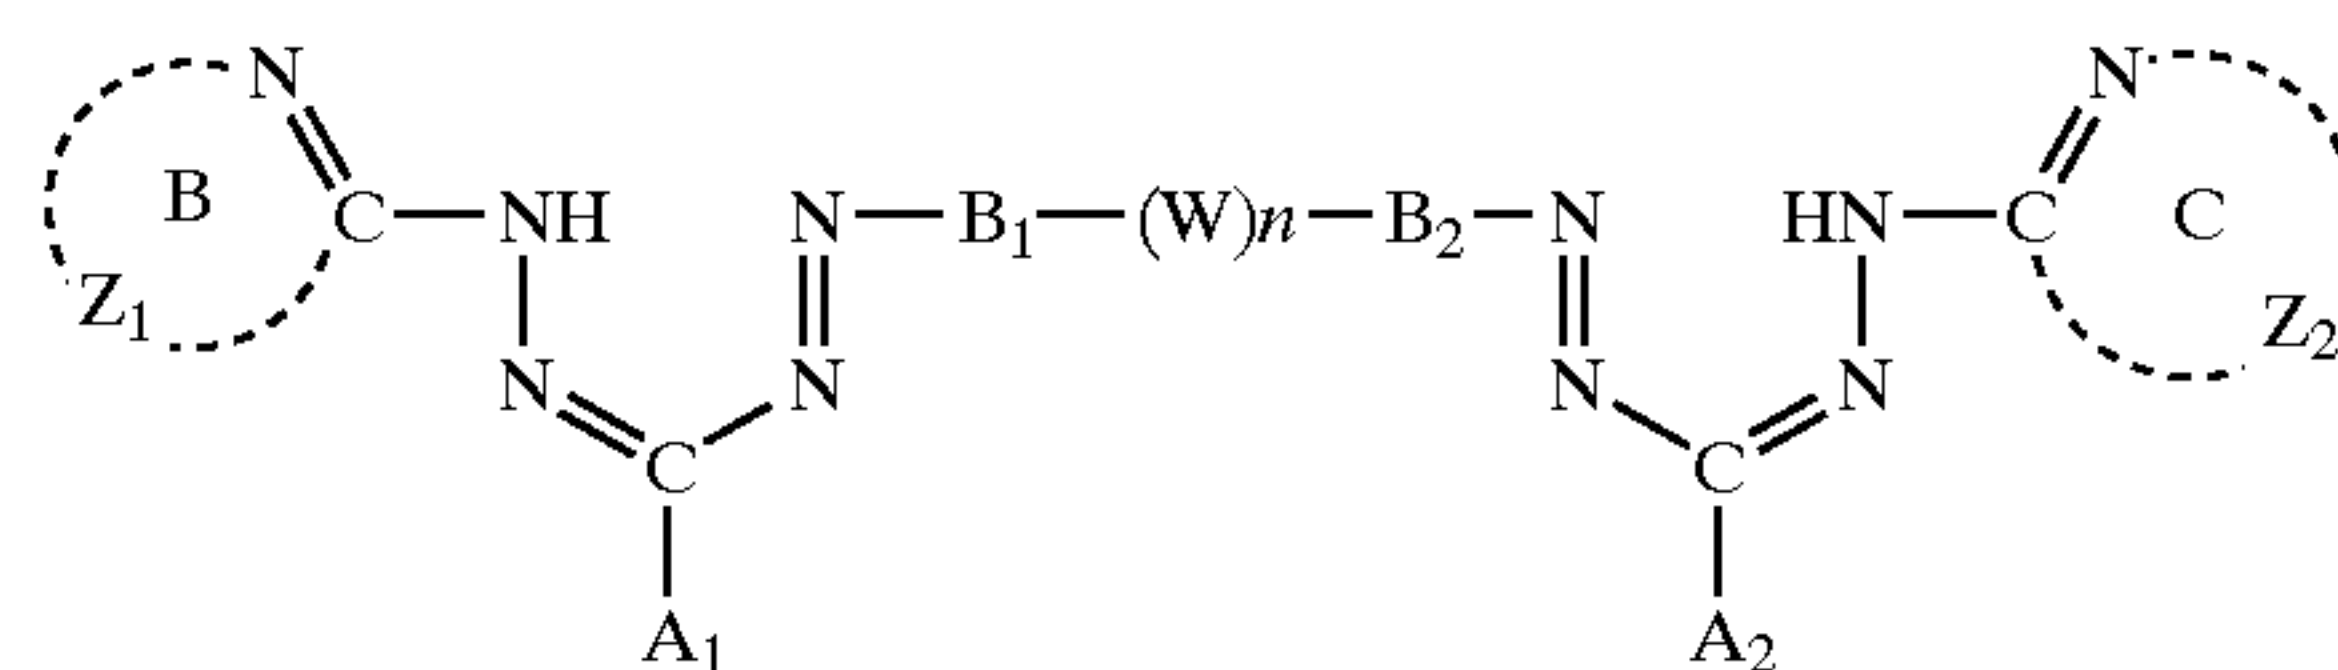 N N
B C NH N B₁ (W)n B₂ N HN C C
Z₁ Z₂
N N N N
C C
A₁ A₂